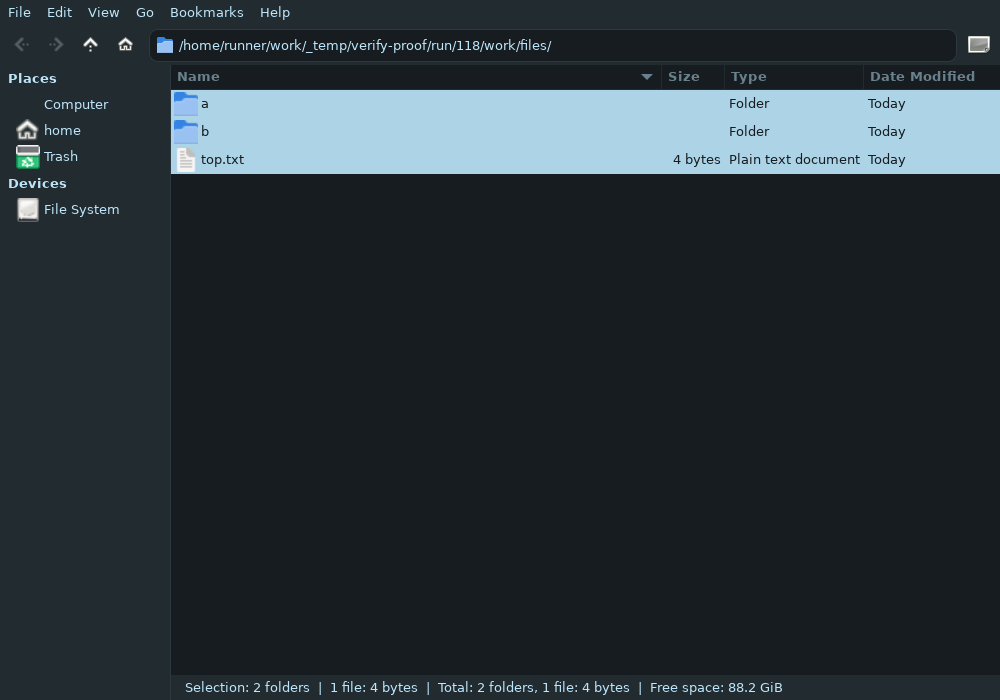 File Edit View Go Bookmarks Help
/home/runner/work/_temp/verify-proof/run/118/work/files/
Places
Computer
home
Trash
Devices
File System
Name Size Type Date Modified
a Folder Today
b Folder Today
top.txt 4 bytes Plain text document Today
Selection: 2 folders | 1 file: 4 bytes | Total: 2 folders, 1 file: 4 bytes | Free space: 88.2 GiB